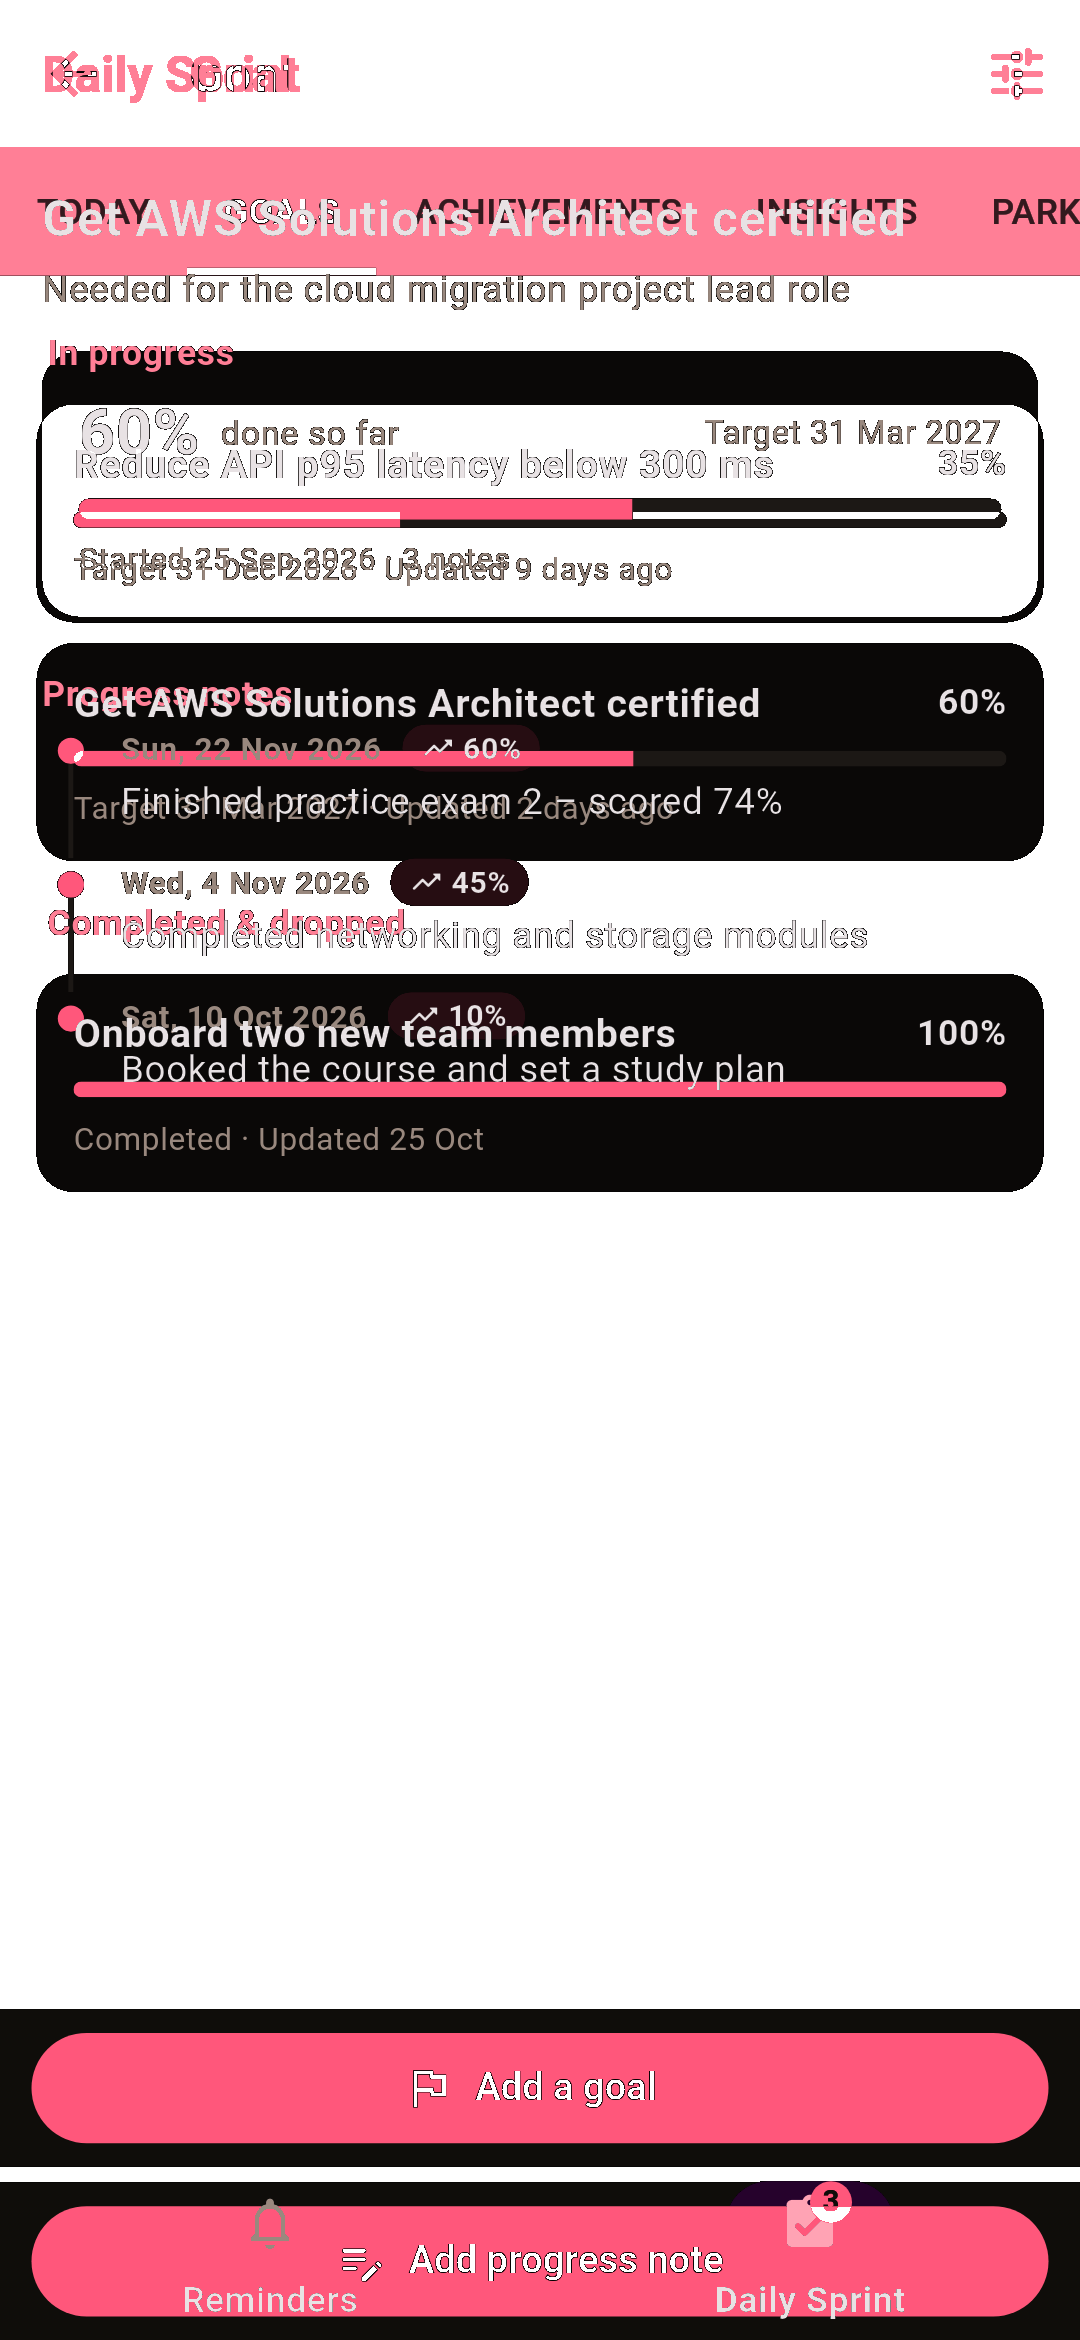 Daily Sprint
Goal
TODAY GOALS ACHIEVEMENTS INSIGHTS PARK
Get AWS Solutions Architect certified
Needed for the cloud migration project lead role
In progress
60% done so far Target 31 Mar 2027
Reduce API p95 latency below 300 ms 35%
Started 25 Sep 2026 · 3 notes
Target 31 Dec 2026 · Updated 9 days ago
Progress notes
Get AWS Solutions Architect certified 60%
Sun, 22 Nov 2026 60%
Finished practice exam 2 – scored 74%
Target 31 Mar 2027 · Updated 2 days ago
Wed, 4 Nov 2026 45%
Completed & dropped
Completed networking and storage modules
Sat, 10 Oct 2026 10%
Onboard two new team members 100%
Booked the course and set a study plan
Completed · Updated 25 Oct
Add a goal
3
Add progress note
Reminders Daily Sprint